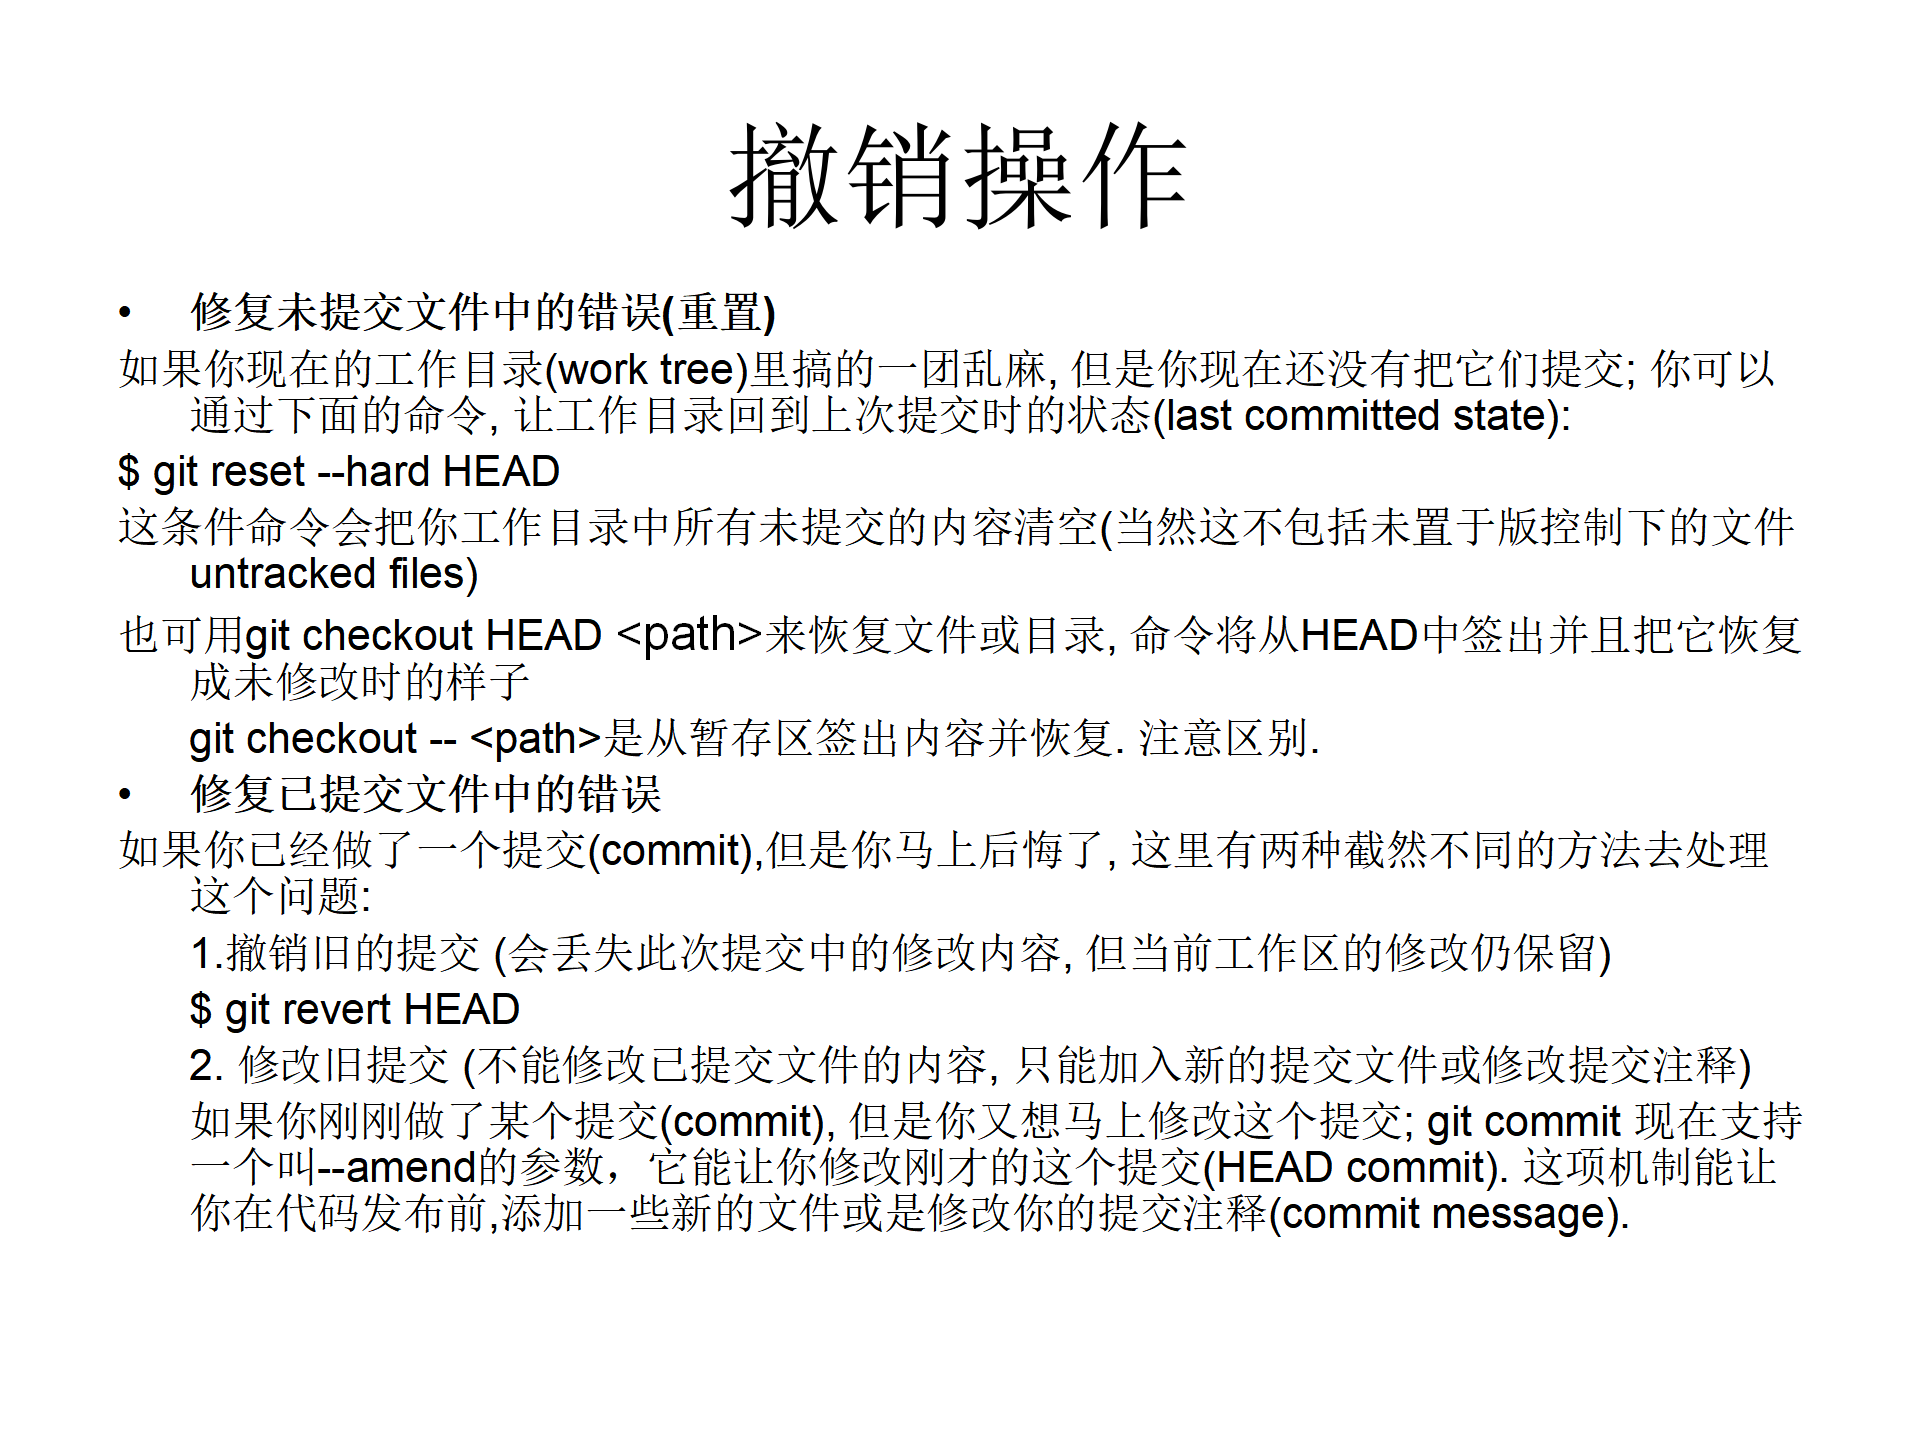 撤销操作
• 修复未提交文件中的错误(重置)
如果你现在的工作目录(work tree)里搞的一团乱麻, 但是你现在还没有把它们提交; 你可以
通过下面的命令, 让工作目录回到上次提交时的状态(last committed state):
$ git reset --hard HEAD
这条件命令会把你工作目录中所有未提交的内容清空(当然这不包括未置于版控制下的文件
untracked files)
也可用git checkout HEAD <path>来恢复文件或目录, 命令将从HEAD中签出并且把它恢复
成未修改时的样子
git checkout -- <path>是从暂存区签出内容并恢复. 注意区别.
• 修复已提交文件中的错误
如果你已经做了一个提交(commit),但是你马上后悔了, 这里有两种截然不同的方法去处理
这个问题:
1.撤销旧的提交 (会丢失此次提交中的修改内容, 但当前工作区的修改仍保留)
$ git revert HEAD
2. 修改旧提交 (不能修改已提交文件的内容, 只能加入新的提交文件或修改提交注释)
如果你刚刚做了某个提交(commit), 但是你又想马上修改这个提交; git commit 现在支持
一个叫--amend的参数，它能让你修改刚才的这个提交(HEAD commit). 这项机制能让
你在代码发布前,添加一些新的文件或是修改你的提交注释(commit message).